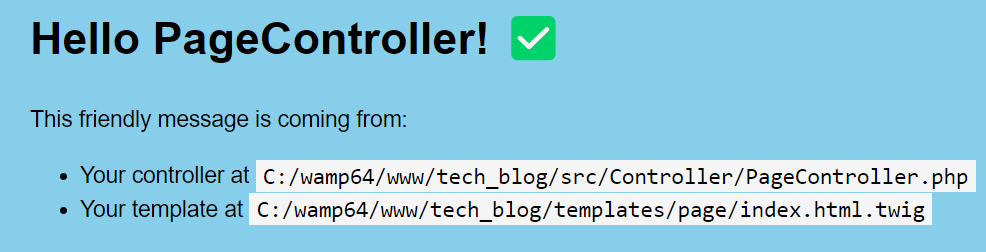 Hello PageController! ✅
This friendly message is coming from:
• Your controller at C:/wamp64/www/tech_blog/src/Controller/PageController.php
• Your template at C:/wamp64/www/tech_blog/templates/page/index.html.twig